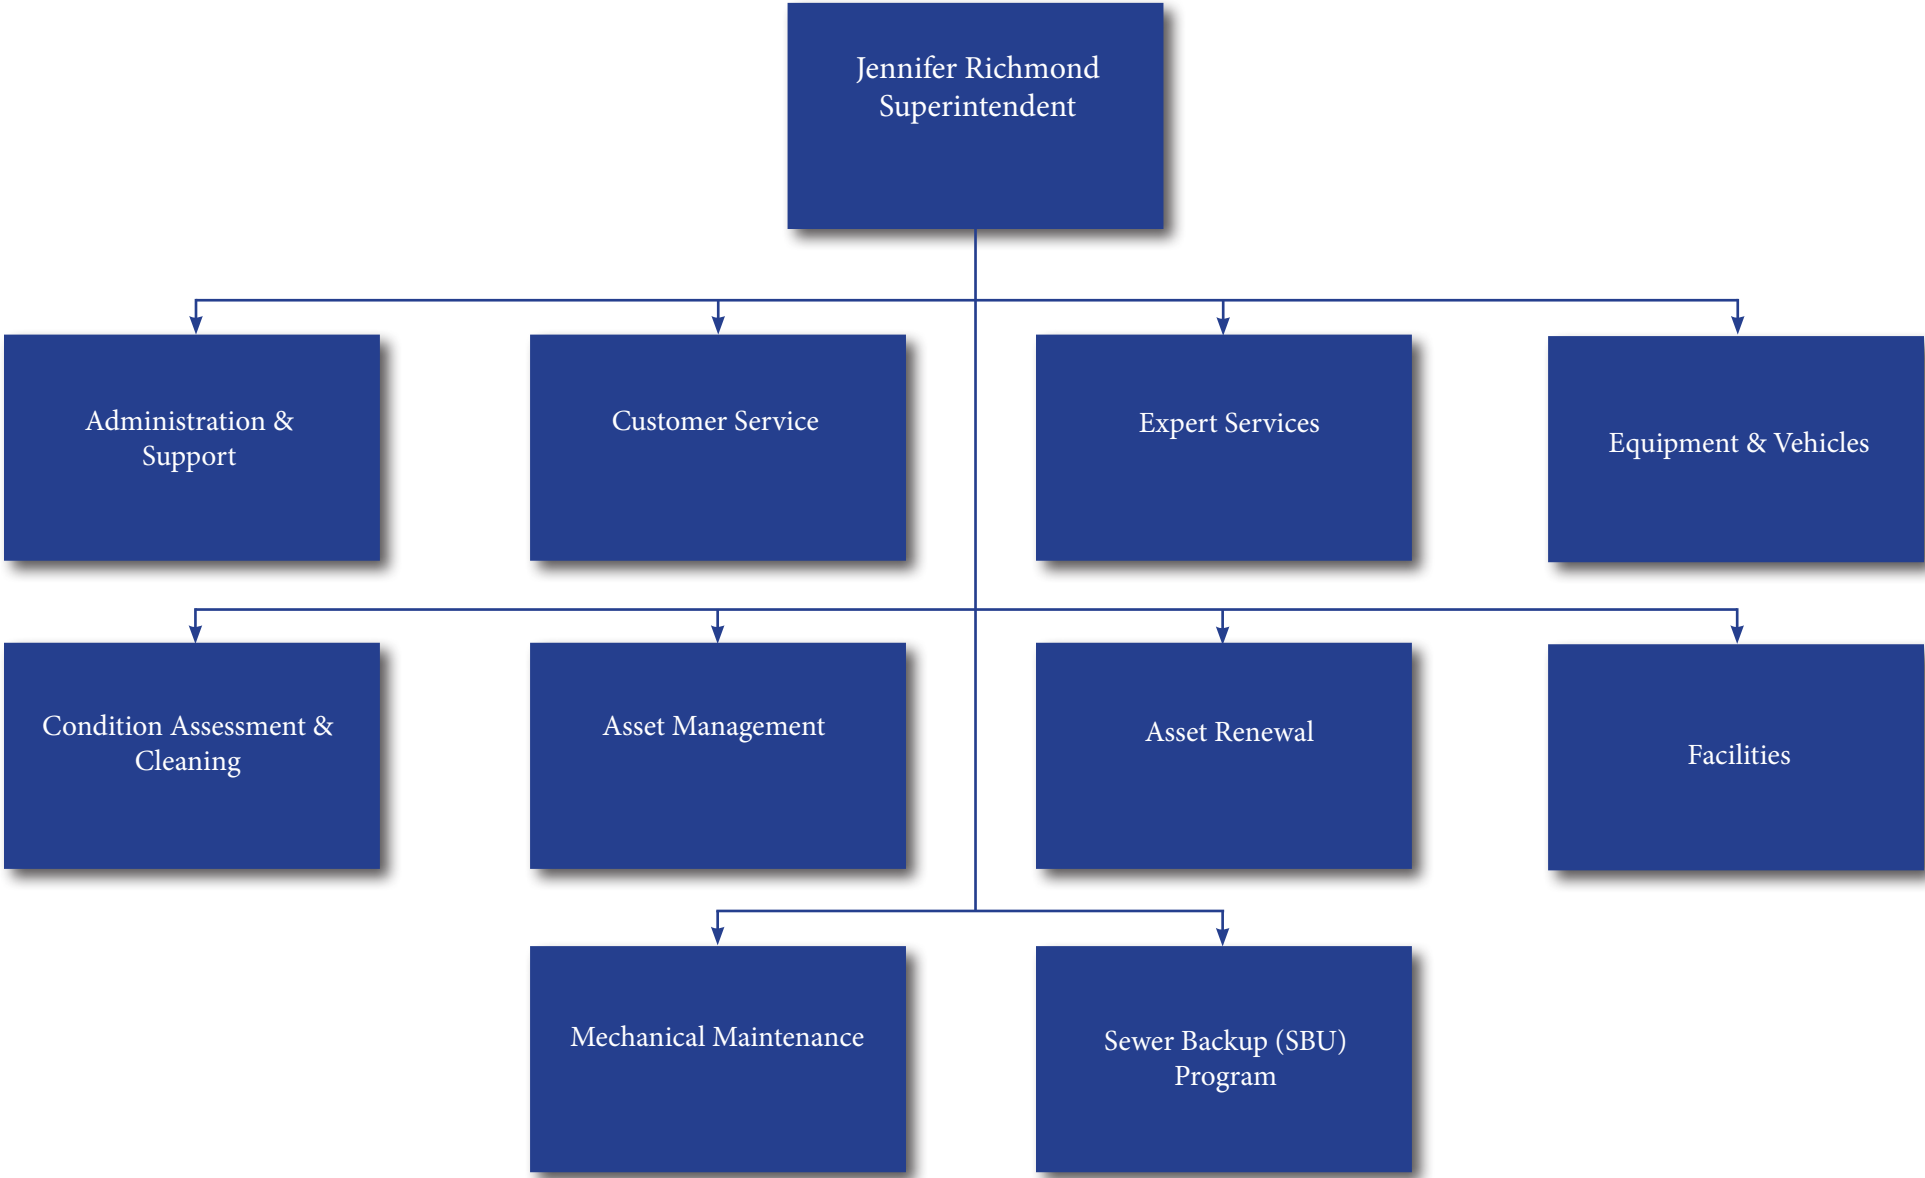 Jennifer Richmond
Superintendent
Administration &
Support
Customer Service
Expert Services
Equipment & Vehicles
Condition Assessment &
Cleaning
Asset Management
Asset Renewal
Facilities
Mechanical Maintenance
Sewer Backup (SBU)
Program